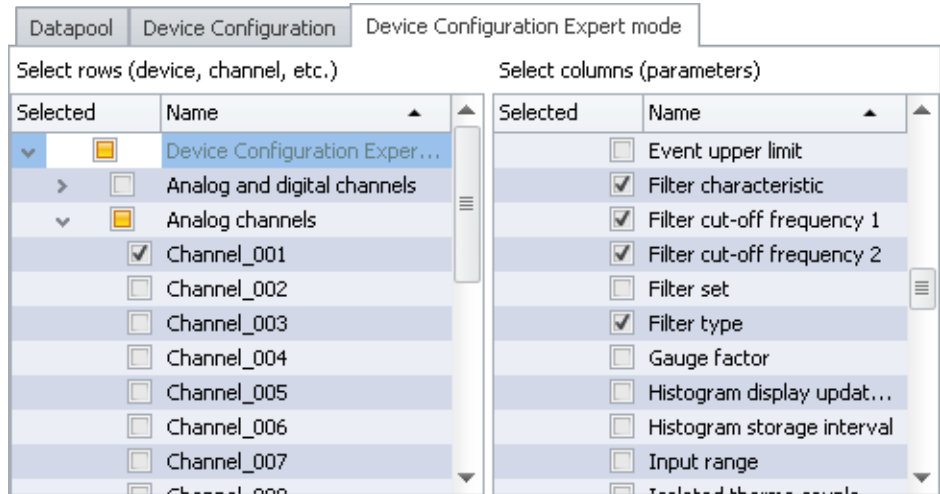 Datapool Device Configuration Device Configuration Expert mode
Select rows (device, channel, etc.)
Selected Name
Device Configuration Exper...
Analog and digital channels
Analog channels
Channel_001
Channel_002
Channel_003
Channel_004
Channel_005
Channel_006
Channel_007
Select columns (parameters)
Selected Name
Event upper limit
Filter characteristic
Filter cut-off frequency 1
Filter cut-off frequency 2
Filter set
Filter type
Gauge factor
Histogram display updat...
Histogram storage interval
Input range